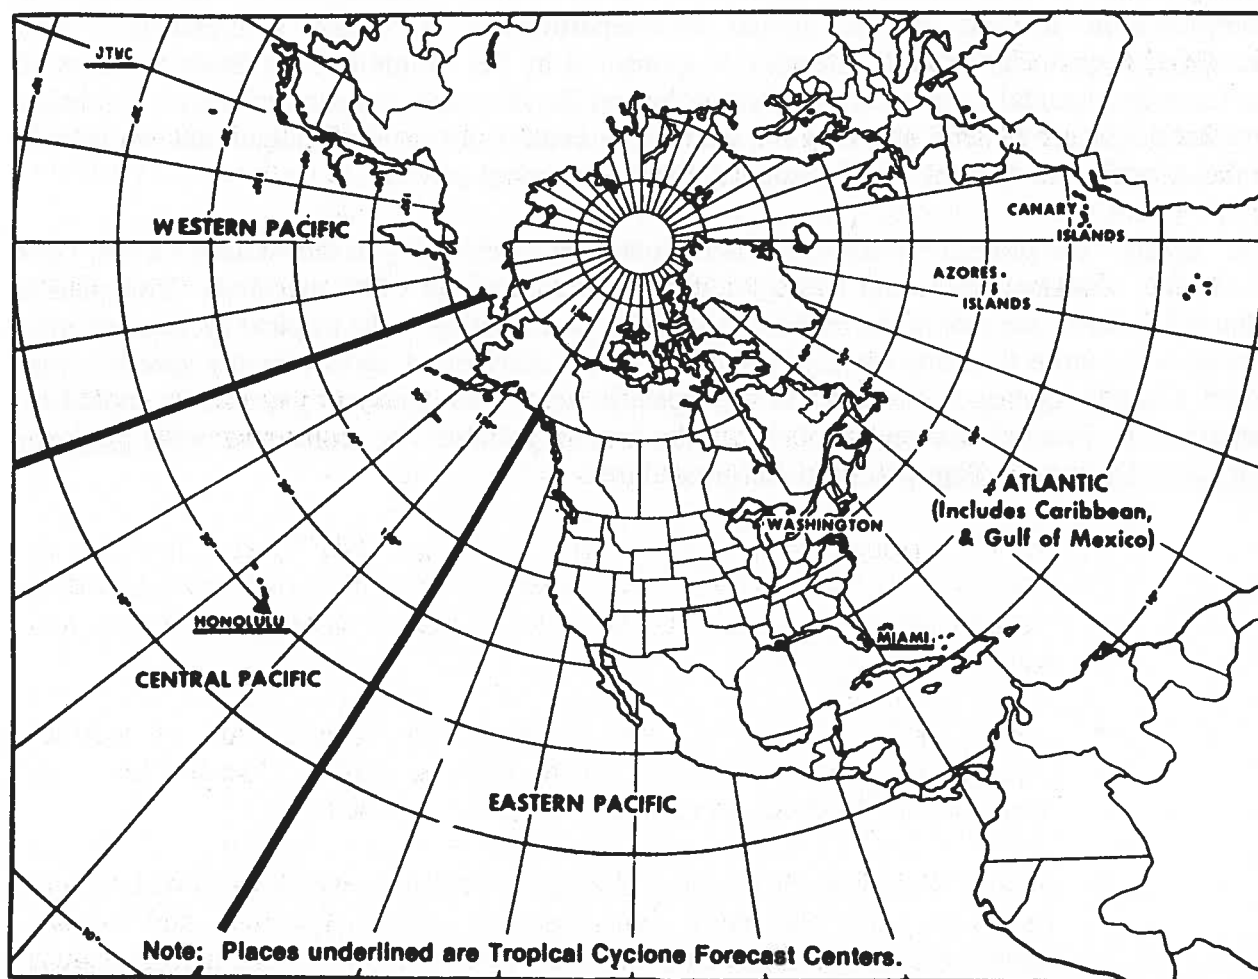 JTWC
WESTERN PACIFIC
CANARY
ISLANDS
AZORES
ISLANDS
ATLANTIC
(Includes Caribbean,
& Gulf of Mexico)
WASHINGTON
HONOLULU
MIAMI
CENTRAL PACIFIC
EASTERN PACIFIC
Note: Places underlined are Tropical Cyclone Forecast Centers.